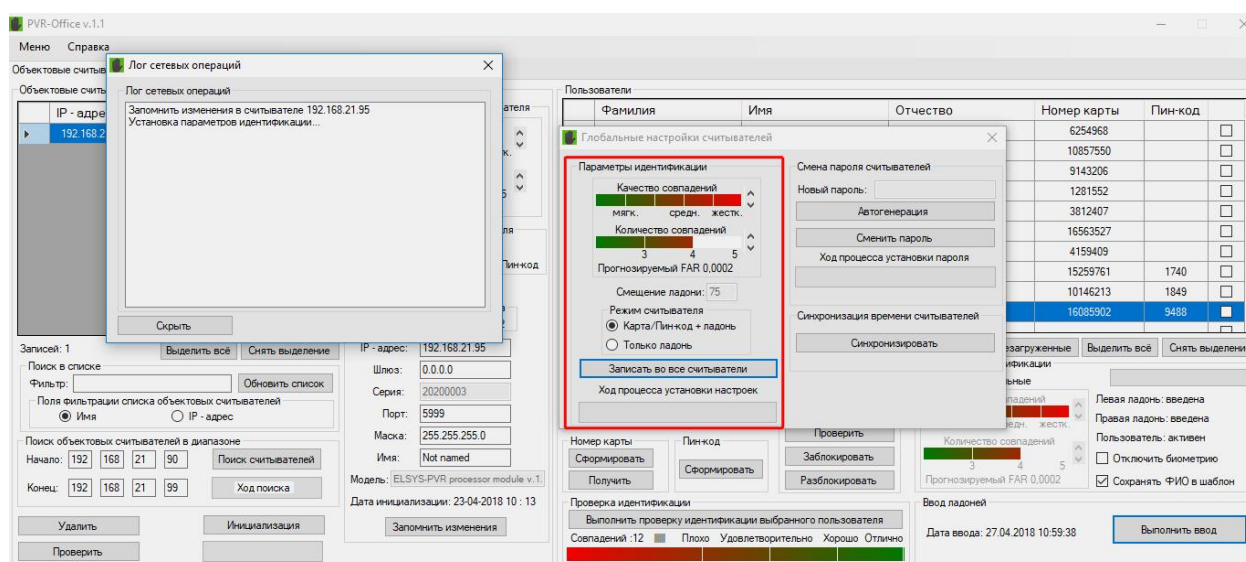 PVR-Office v.1.1
Меню Справка
Объектовые считыв
Объектовые счить
IP - адре
192.168.2
Лог сетевых операций
Лог сетевых операций
Запомнить изменения в считывателе 192.168.21.95
Установка параметров идентификации...
Скрыть
ателя
к.
5
ля
Пин-код
Записей: 1
Выделить всё
Снять выделение
Поиск в списке
Фильтр:
Обновить список
Поля фильтрации списка объектовых считывателей
Имя
IP - адрес
Поиск объектовых считывателей в диапазоне
Начало: 192 168 21 90
Поиск считывателей
Конец: 192 168 21 99
Ход поиска
Удалить
Инициализация
Проверить
IP - адрес: 192.168.21.95
Шлюз: 0.0.0.0
Серия: 20200003
Порт: 5999
Маска: 255.255.255.0
Имя: Not named
Модель: ELSYS-PVR processor module v.1.
Дата инициализации: 23-04-2018 10 : 13
Запомнить изменения
Пользователи
Фамилия Имя Отчество Номер карты Пин-код
6254968
10857550
9143206
1281552
3812407
16563527
4159409
15259761 1740
10146213 1849
16085902 9488
Глобальные настройки считывателей
Параметры идентификации
Качество совпадений
мягк. средн. жестк.
Количество совпадений
3 4 5
Прогнозируемый FAR 0,0002
Смещение ладони: 75
Режим считывателя
Карта/Пин-код + ладонь
Только ладонь
Записать во все считыватели
Ход процесса установки настроек
Смена пароля считывателей
Новый пароль:
Автогенерация
Сменить пароль
Ход процесса установки пароля
Синхронизация времени считывателей
Синхронизировать
езагруженные
Выделить всё
Снять выделени
ификации
ьные
падений
едн. жестк.
Количество совпадений
3 4 5
Прогнозируемый FAR 0,0002
Левая ладонь: введена
Правая ладонь: введена
Пользователь: активен
Отключить биометрию
Сохранять ФИО в шаблон
Номер карты
Сформировать
Получить
Пин-код
Сформировать
Проверить
Заблокировать
Разблокировать
Проверка идентификации
Выполнить проверку идентификации выбранного пользователя
Совпадений :12 Плохо Удовлетворительно Хорошо Отлично
Ввод ладоней
Дата ввода: 27.04.2018 10:59:38
Выполнить ввод